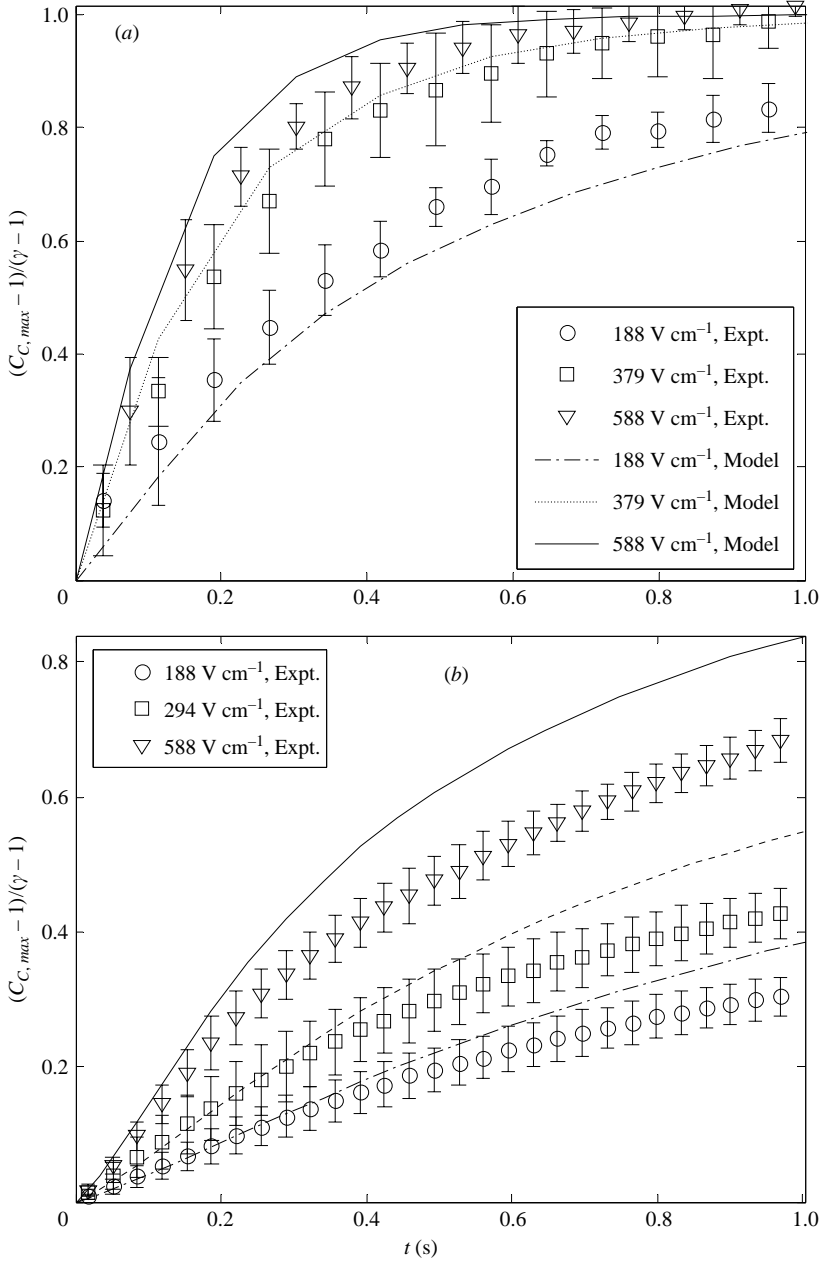 1.0
(a)
0.8
0.6
0.4
0.2
(C_{C, max} – 1)/(γ – 1)
188 V cm⁻¹, Expt.
379 V cm⁻¹, Expt.
588 V cm⁻¹, Expt.
188 V cm⁻¹, Model
379 V cm⁻¹, Model
588 V cm⁻¹, Model
0 0.2 0.4 0.6 0.8 1.0
0.8
(b)
188 V cm⁻¹, Expt.
294 V cm⁻¹, Expt.
588 V cm⁻¹, Expt.
0.6
0.4
0.2
(C_{C, max} – 1)/(γ – 1)
0 0.2 0.4 0.6 0.8 1.0
t (s)